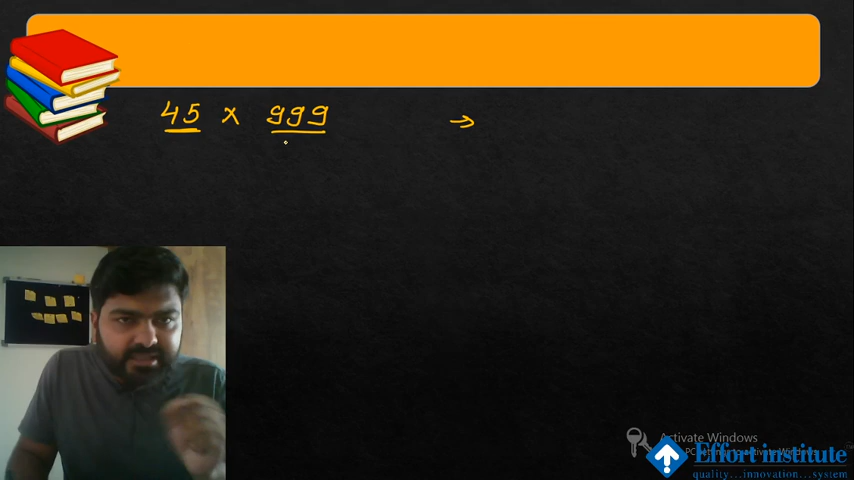 45 x 999 →
Activate Windows
Effort institute
quality...innovation...system